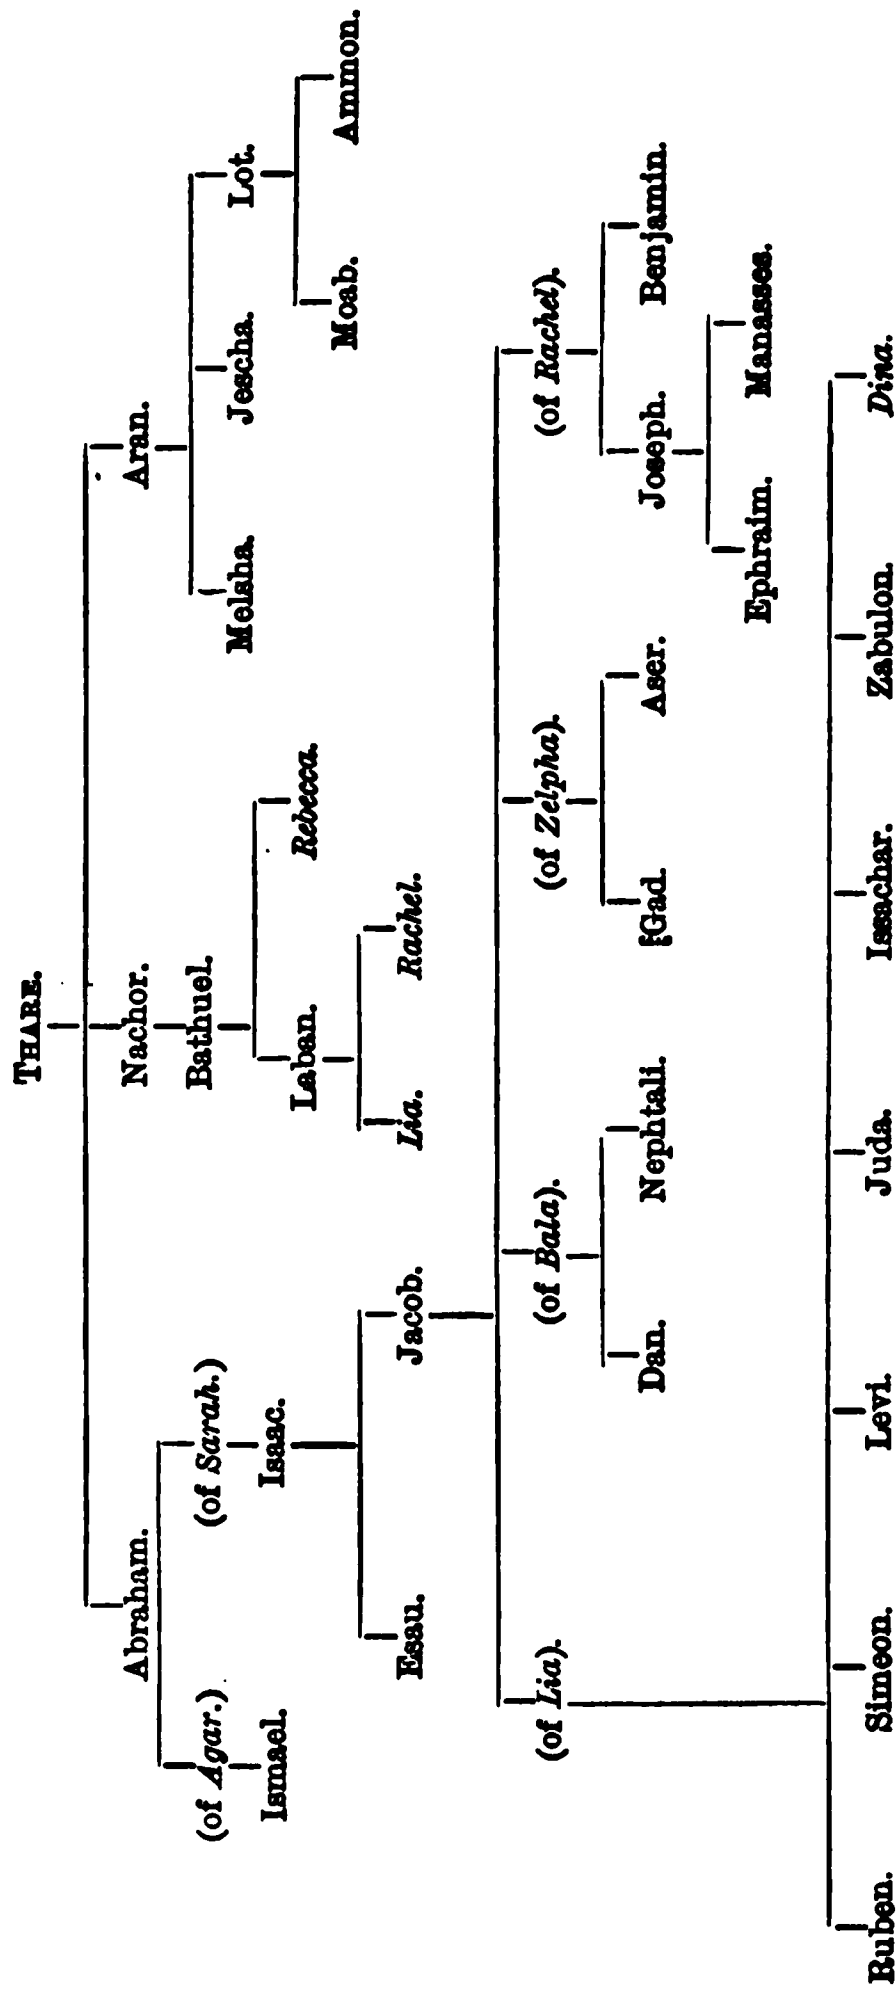 THARE.
Abraham. Nachor. Aran.
(of Agar.) (of Sarah.) Bathuel. Melsha. Jescha. Lot.
Ismael. Isaac. Laban. Rebecca. Moab. Ammon.
Esau. Jacob. Lia. Rachel.
(of Lia). (of Bala). (of Zelpha). (of Rachel).
Dan. Nephtali. Gad. Aser. Joseph. Benjamin.
Ephraim. Manasses.
Ruben. Simeon. Levi. Juda. Issachar. Zabulon. Dina.